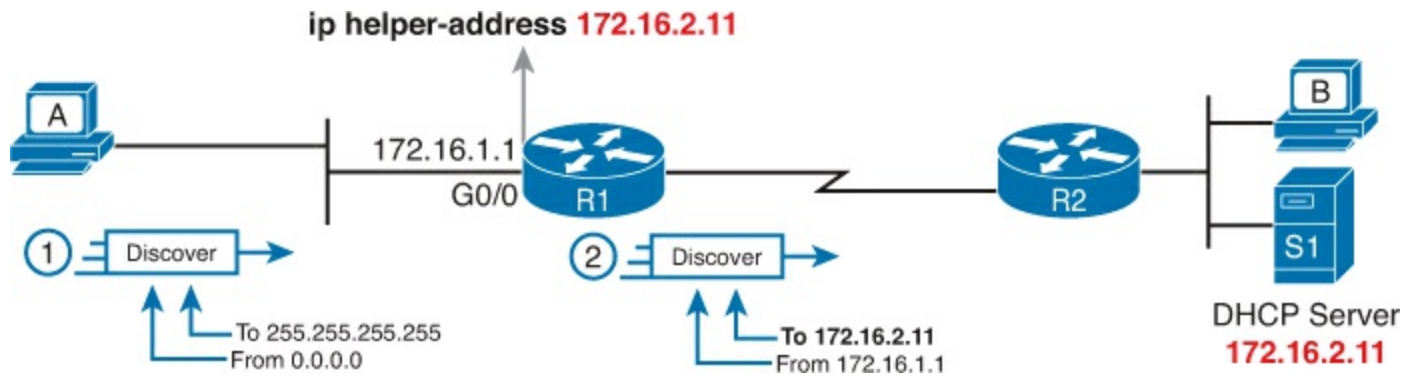 ip helper-address 172.16.2.11
A
172.16.1.1
G0/0
R1
R2
B
S1
1
Discover
To 255.255.255.255
From 0.0.0.0
2
Discover
To 172.16.2.11
From 172.16.1.1
DHCP Server
172.16.2.11